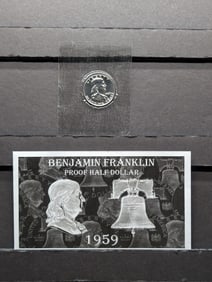 BENJAMIN FRANKLIN
PROOF HALF DOLLAR
1959